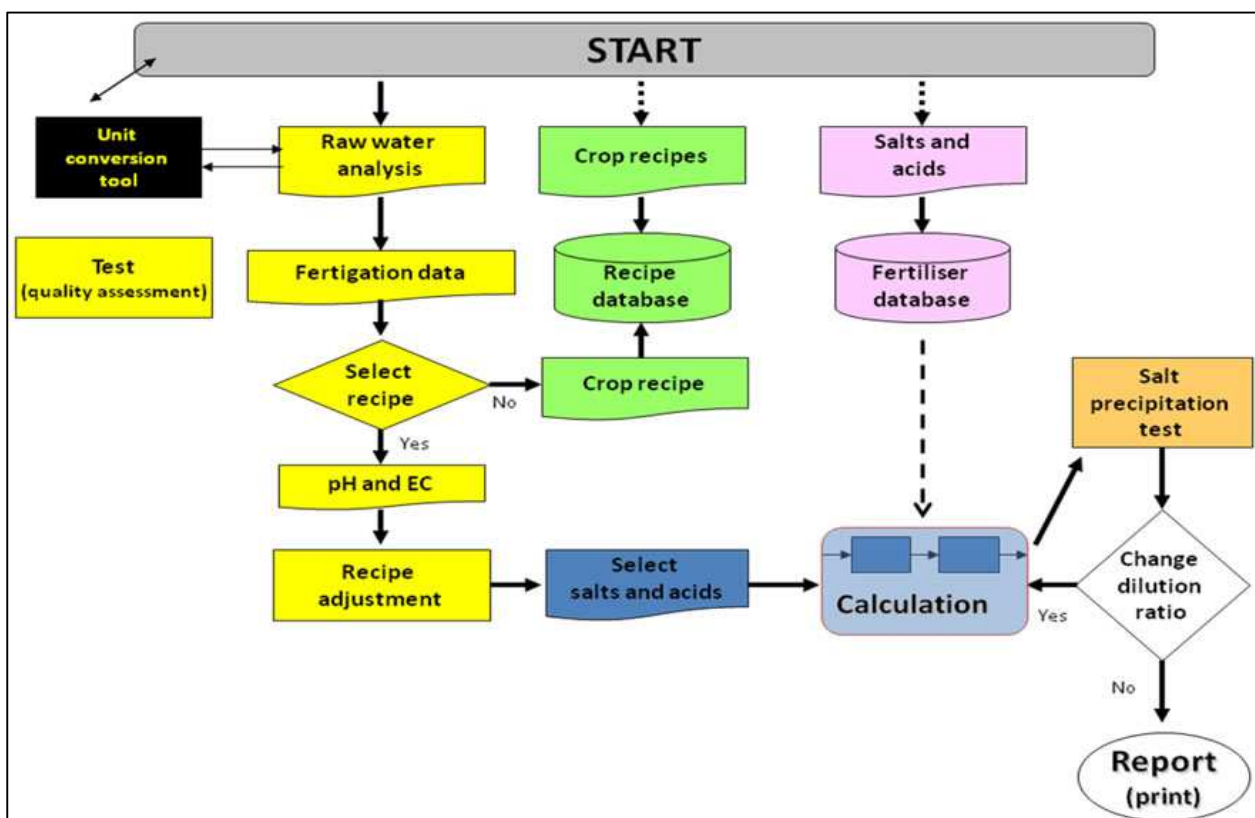 START
Unit
conversion
tool
Raw water
analysis
Crop recipes
Salts and
acids
Test
(quality assessment)
Fertigation data
Recipe
database
Fertiliser
database
Select
recipe
No
Crop recipe
Salt
precipitation
test
Yes
pH and EC
Recipe
adjustment
Select
salts and acids
Calculation
Yes
Change
dilution
ratio
No
Report
(print)